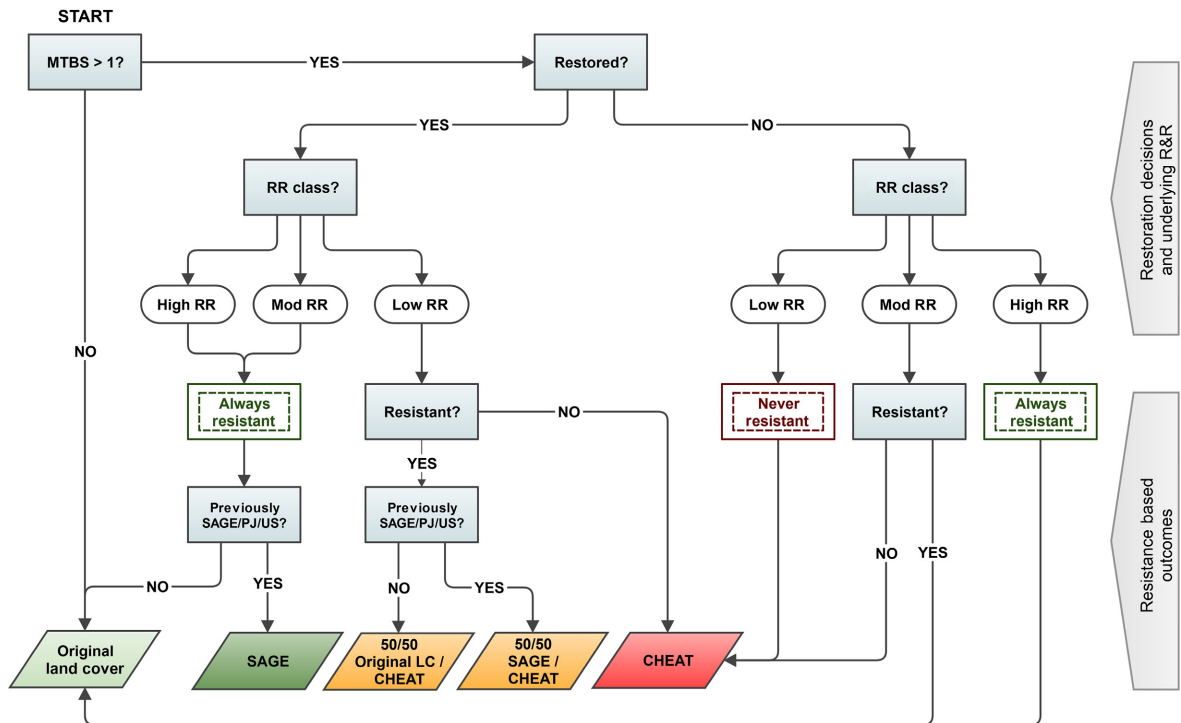 START
MTBS > 1?
YES
Restored?
YES
NO
RR class?
RR class?
High RR
Mod RR
Low RR
Low RR
Mod RR
High RR
NO
Always
resistant
Resistant?
NO
Never
resistant
Resistant?
Always
resistant
YES
Previously
SAGE/PJ/US?
Previously
SAGE/PJ/US?
NO
YES
NO
YES
NO
YES
Original
land cover
SAGE
50/50
Original LC /
CHEAT
50/50
SAGE /
CHEAT
CHEAT
Restoration decisions
and underlying R&R
Resistance based
outcomes